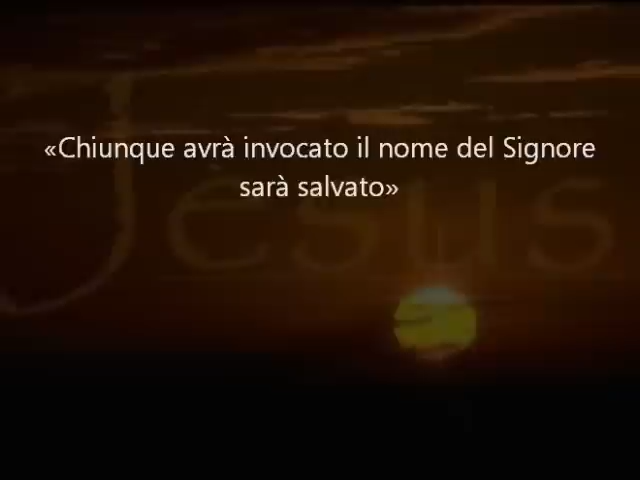 «Chiunque avrà invocato il nome del Signore
sarà salvato»
Jesus